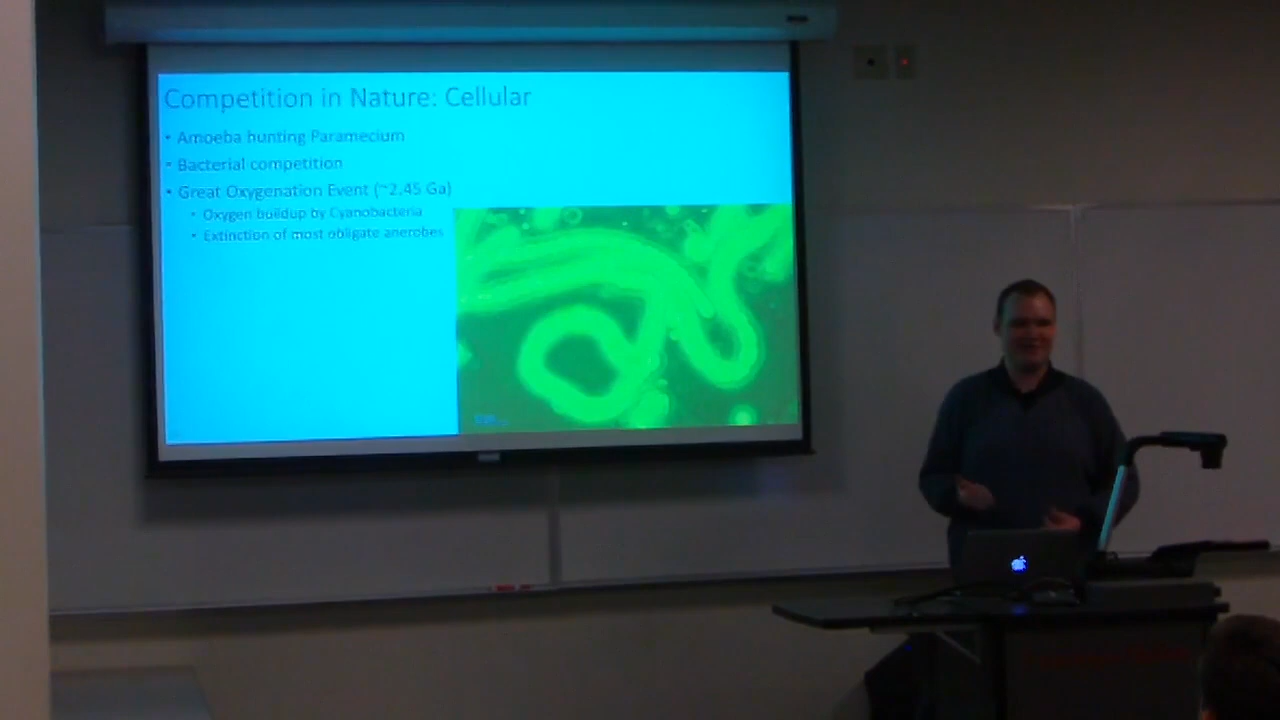 Competition in Nature: Cellular
• Amoeba hunting Paramecium
• Bacterial competition
• Great Oxygenation Event (~2.45 Ga)
• Oxygen buildup by Cyanobacteria
• Extinction of most obligate anerobes